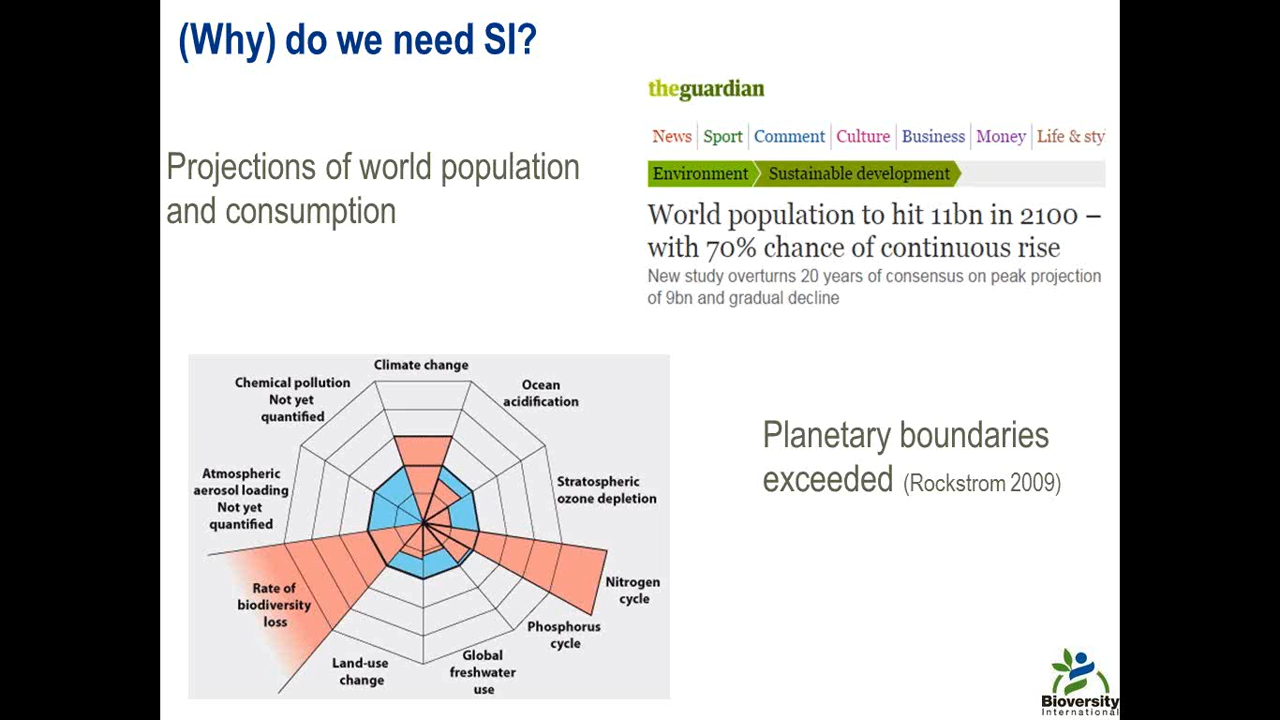 (Why) do we need SI?
theguardian
News Sport Comment Culture Business Money Life & sty
Environment Sustainable development
World population to hit 11bn in 2100 –
with 70% chance of continuous rise
New study overturns 20 years of consensus on peak projection
of 9bn and gradual decline
Projections of world population
and consumption
Climate change
Ocean
acidification
Stratospheric
ozone depletion
Nitrogen
cycle
Phosphorus
cycle
Global
freshwater
use
Land-use
change
Rate of
biodiversity
loss
Atmospheric
aerosol loading
Not yet
quantified
Chemical pollution
Not yet
quantified
Planetary boundaries
exceeded (Rockstrom 2009)
Bioversity
International